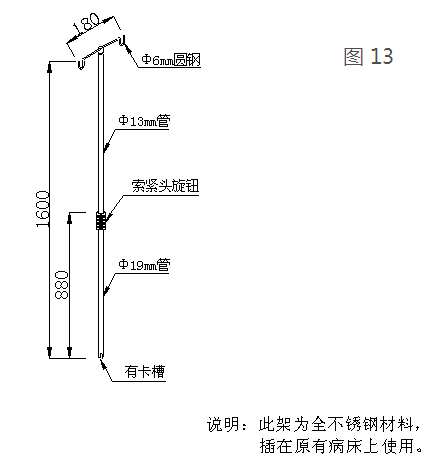 180
图 13
Φ6mm圆钢
Φ13mm管
索紧头旋钮
1600
880
Φ19mm管
有卡槽
说明：此架为全不锈钢材料，
插在原有病床上使用。